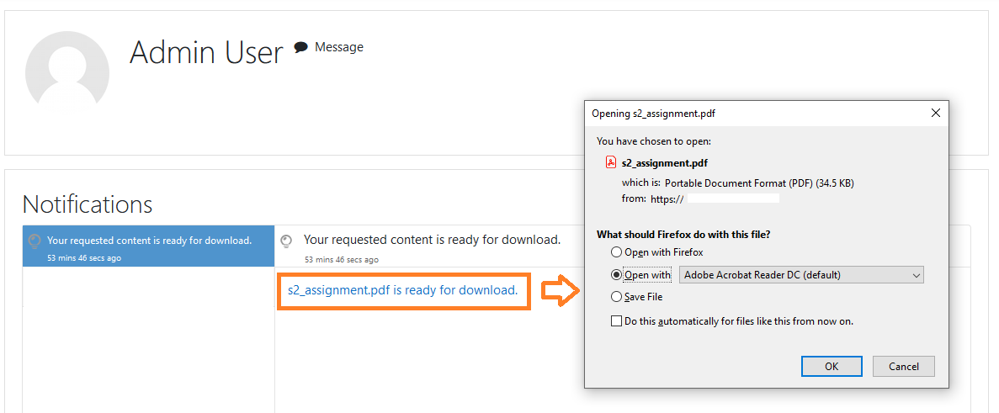 Admin User
Message
Notifications
Your requested content is ready for download.
53 mins 46 secs ago
Your requested content is ready for download.
53 mins 46 secs ago
s2_assignment.pdf is ready for download.
Opening s2_assignment.pdf
You have chosen to open:
s2_assignment.pdf
which is: Portable Document Format (PDF) (34.5 KB)
from: https://
What should Firefox do with this file?
Open with Firefox
Open with Adobe Acrobat Reader DC (default)
Save File
Do this automatically for files like this from now on.
OK Cancel